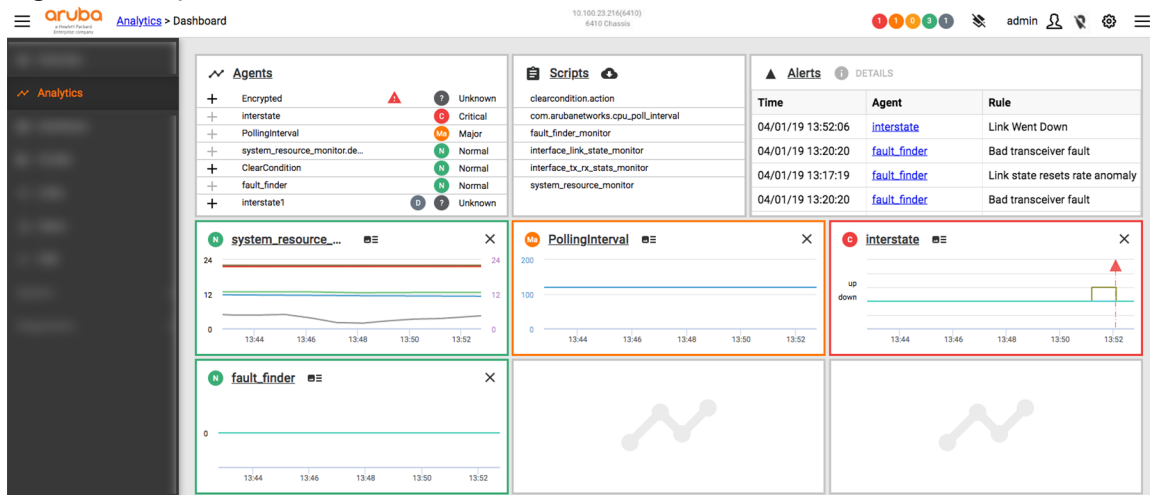 aruba
a Hewlett Packard
Enterprise company
Analytics > Dashboard
10.100.23.216(6410)
6410 Chassis
1 1 0 3 1
admin
Analytics
Agents
Encrypted ? Unknown
interstate C Critical
PollingInterval Ma Major
system_resource_monitor.de... N Normal
ClearCondition N Normal
fault_finder N Normal
interstate1 D ? Unknown
Scripts
clearcondition.action
com.arubanetworks.cpu_poll_interval
fault_finder_monitor
interface_link_state_monitor
interface_tx_rx_stats_monitor
system_resource_monitor
Alerts i DETAILS
Time Agent Rule
04/01/19 13:52:06 interstate Link Went Down
04/01/19 13:20:20 fault_finder Bad transceiver fault
04/01/19 13:17:19 fault_finder Link state resets rate anomaly
04/01/19 13:20:20 fault_finder Bad transceiver fault
N system_resource_...
24 24
12 12
0 0
13:44 13:46 13:48 13:50 13:52
Ma PollingInterval
200
100
0
13:44 13:46 13:48 13:50 13:52
C interstate
up
down
13:44 13:46 13:48 13:50 13:52
N fault_finder
0
13:44 13:46 13:48 13:50 13:52